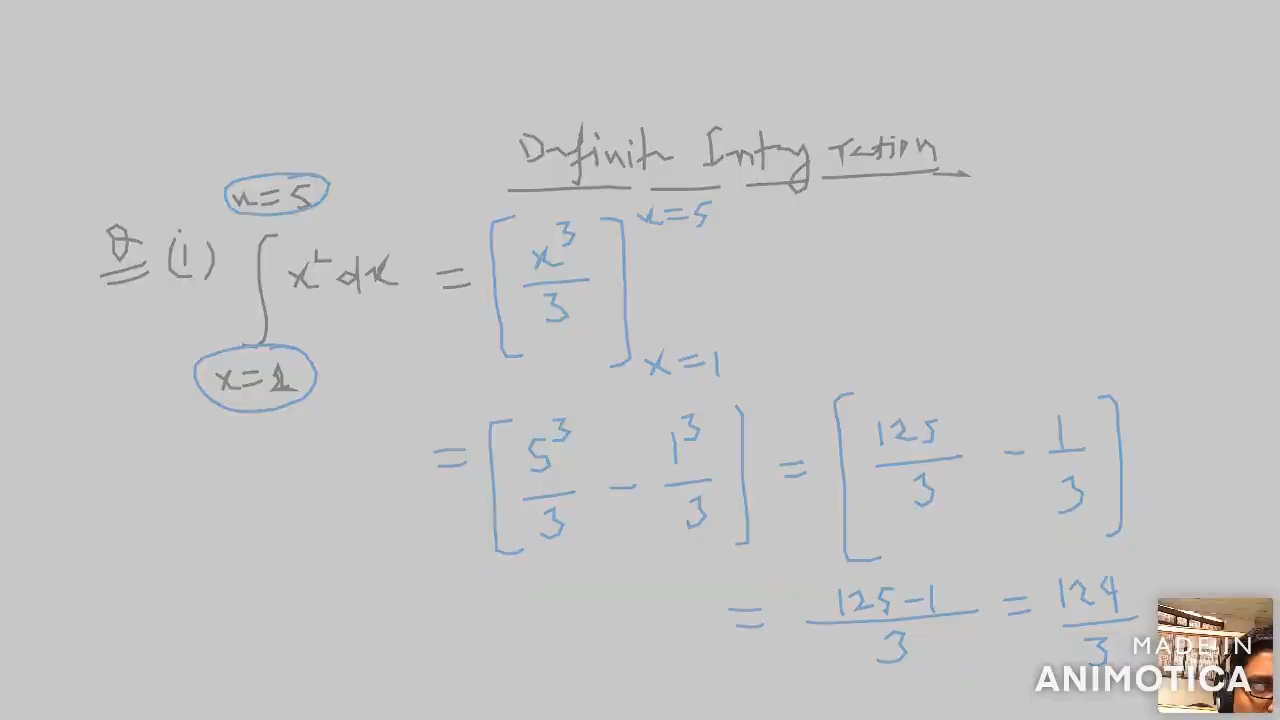 Definite Integration
Q (i) ∫_{x=1}^{x=5} x² dx = [x³/3]_{x=1}^{x=5}
= [5³/3 - 1³/3] = [125/3 - 1/3]
= 125-1/3 = 124/3
MADE IN
ANIMOTICA